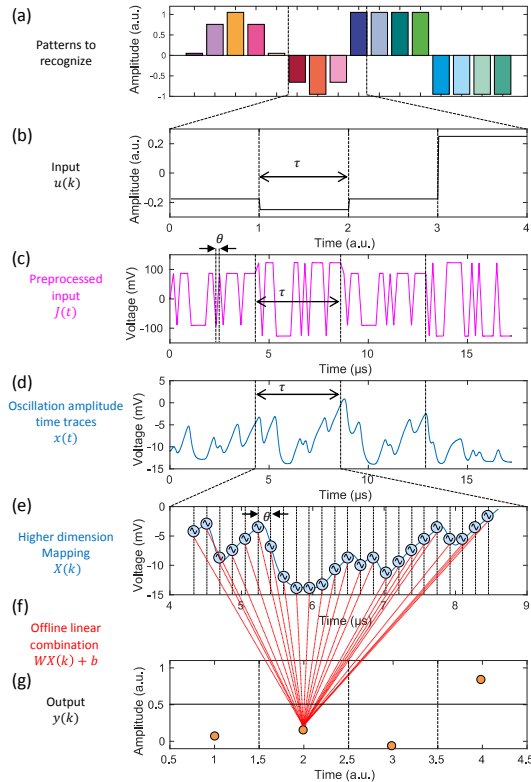 (a)
Patterns to
recognize
Amplitude (a.u.)
1
0.5
0
-0.5
-1
(b)
Input
u(k)
Amplitude (a.u.)
0.2
0
-0.2
τ
0
1
2
3
4
Time (a.u.)
(c)
Preprocessed
input
J(t)
Voltage (mV)
100
0
-100
θ
τ
0
5
10
15
Time (μs)
(d)
Oscillation amplitude
time traces
x(t)
Voltage (mV)
5
0
-5
-10
-15
τ
0
5
10
15
Time (μs)
(e)
Higher dimension
Mapping
X(k)
Voltage (mV)
0
-5
-10
-15
θ
4
5
6
7
8
9
Time (μs)
(f)
Offline linear
combination
WX(k) + b
(g)
Output
y(k)
Amplitude (a.u.)
1
0.5
0
0.5
1
1.5
2
2.5
3
3.5
4
4.5
Time (a.u.)